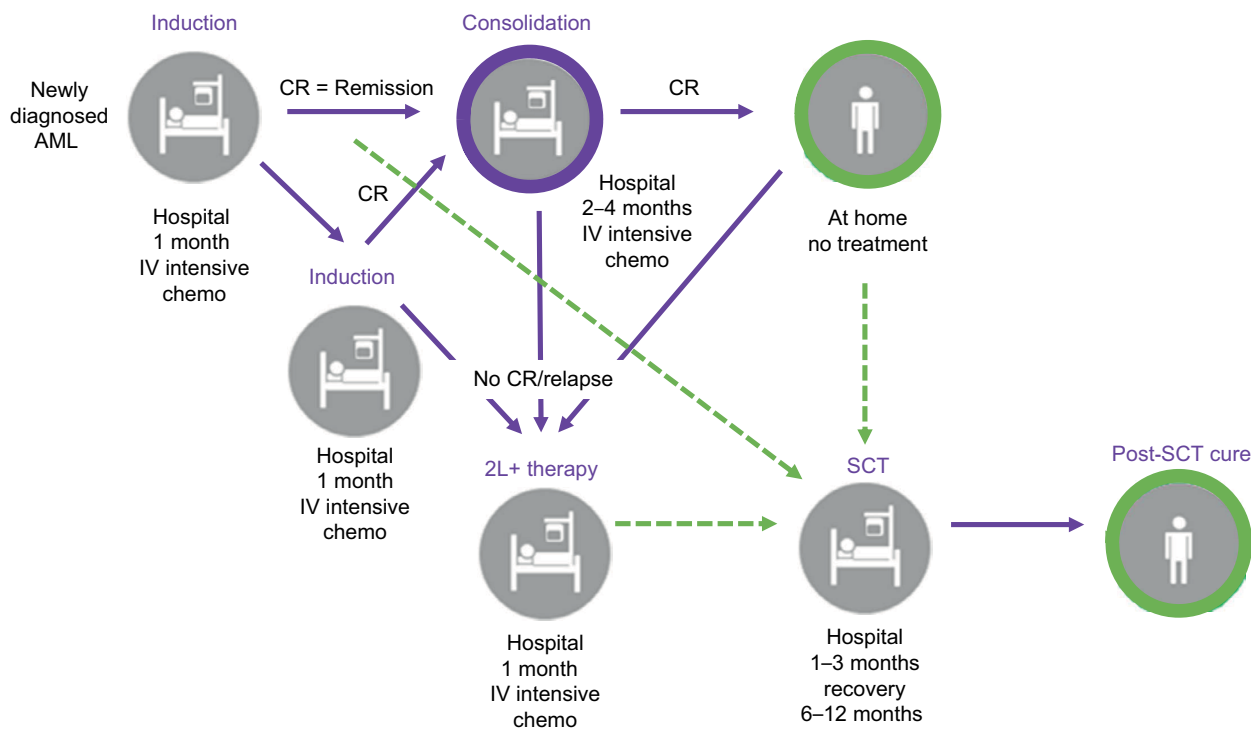 Induction
Consolidation
Newly
diagnosed
AML
CR = Remission
CR
CR
Hospital
1 month
IV intensive
chemo
Hospital
2–4 months
IV intensive
chemo
At home
no treatment
Induction
Hospital
1 month
IV intensive
chemo
No CR/relapse
2L+ therapy
SCT
Post-SCT cure
Hospital
1 month
IV intensive
chemo
Hospital
1–3 months
recovery
6–12 months